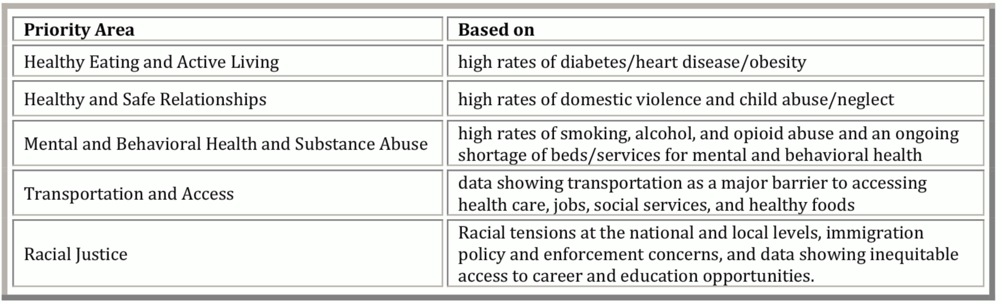 Priority Area
Based on
Healthy Eating and Active Living
high rates of diabetes/heart disease/obesity
Healthy and Safe Relationships
high rates of domestic violence and child abuse/neglect
Mental and Behavioral Health and Substance Abuse
high rates of smoking, alcohol, and opioid abuse and an ongoing
shortage of beds/services for mental and behavioral health
Transportation and Access
data showing transportation as a major barrier to accessing
health care, jobs, social services, and healthy foods
Racial Justice
Racial tensions at the national and local levels, immigration
policy and enforcement concerns, and data showing inequitable
access to career and education opportunities.